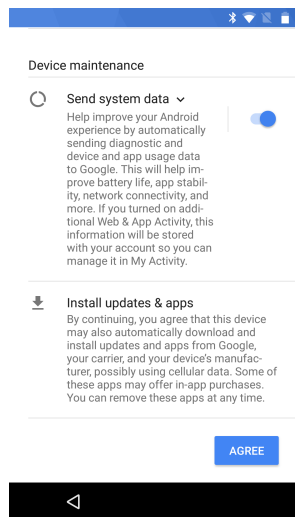 Device maintenance
Send system data
Help improve your Android
experience by automatically
sending diagnostic and
device and app usage data
to Google. This will help im-
prove battery life, app stabil-
ity, network connectivity, and
more. If you turned on addi-
tional Web & App Activity, this
information will be stored
with your account so you can
manage it in My Activity.
Install updates & apps
By continuing, you agree that this device
may also automatically download and
install updates and apps from Google,
your carrier, and your device's manufac-
turer, possibly using cellular data. Some of
these apps may offer in-app purchases.
You can remove these apps at any time.
AGREE